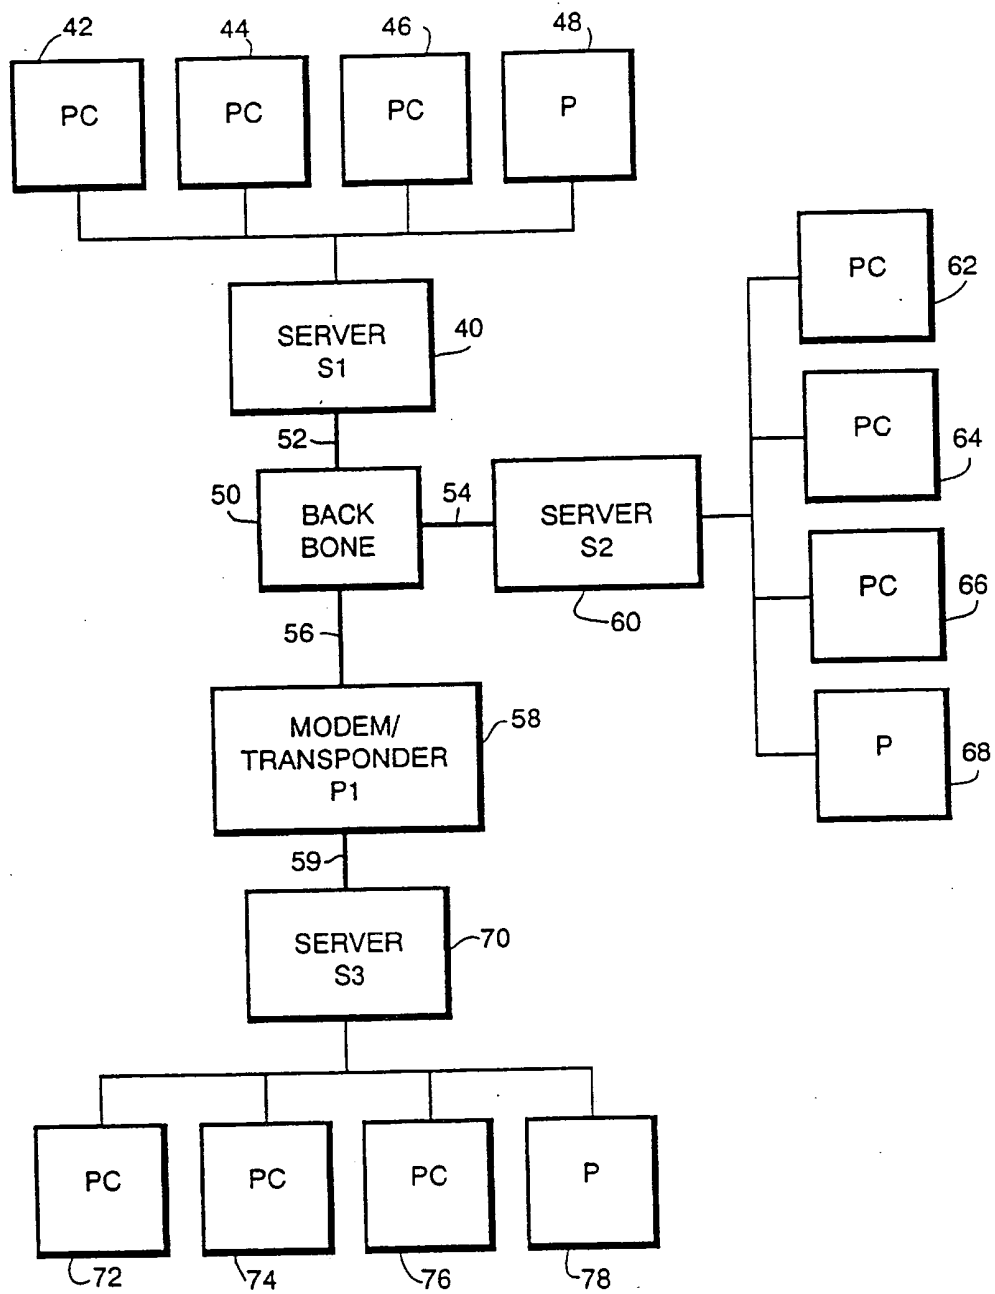 42
44
46
48
PC
PC
PC
P
PC
62
SERVER
S1
40
52
PC
64
50
BACK
BONE
54
SERVER
S2
60
PC
66
56
MODEM/
TRANSPONDER
P1
58
P
68
59
SERVER
S3
70
PC
PC
PC
P
72
74
76
78